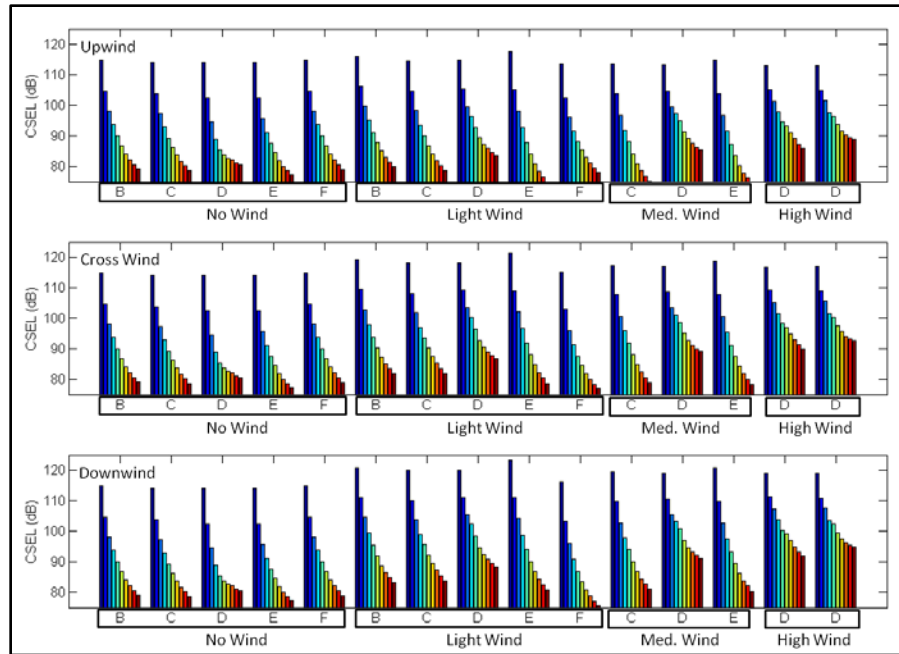 120
Upwind
110
CSEL (dB)
100
90
80
B C D E F B C D E F C D E D D
No Wind Light Wind Med. Wind High Wind
120
Cross Wind
110
CSEL (dB)
100
90
80
B C D E F B C D E F C D E D D
No Wind Light Wind Med. Wind High Wind
120
Downwind
110
CSEL (dB)
100
90
80
B C D E F B C D E F C D E D D
No Wind Light Wind Med. Wind High Wind